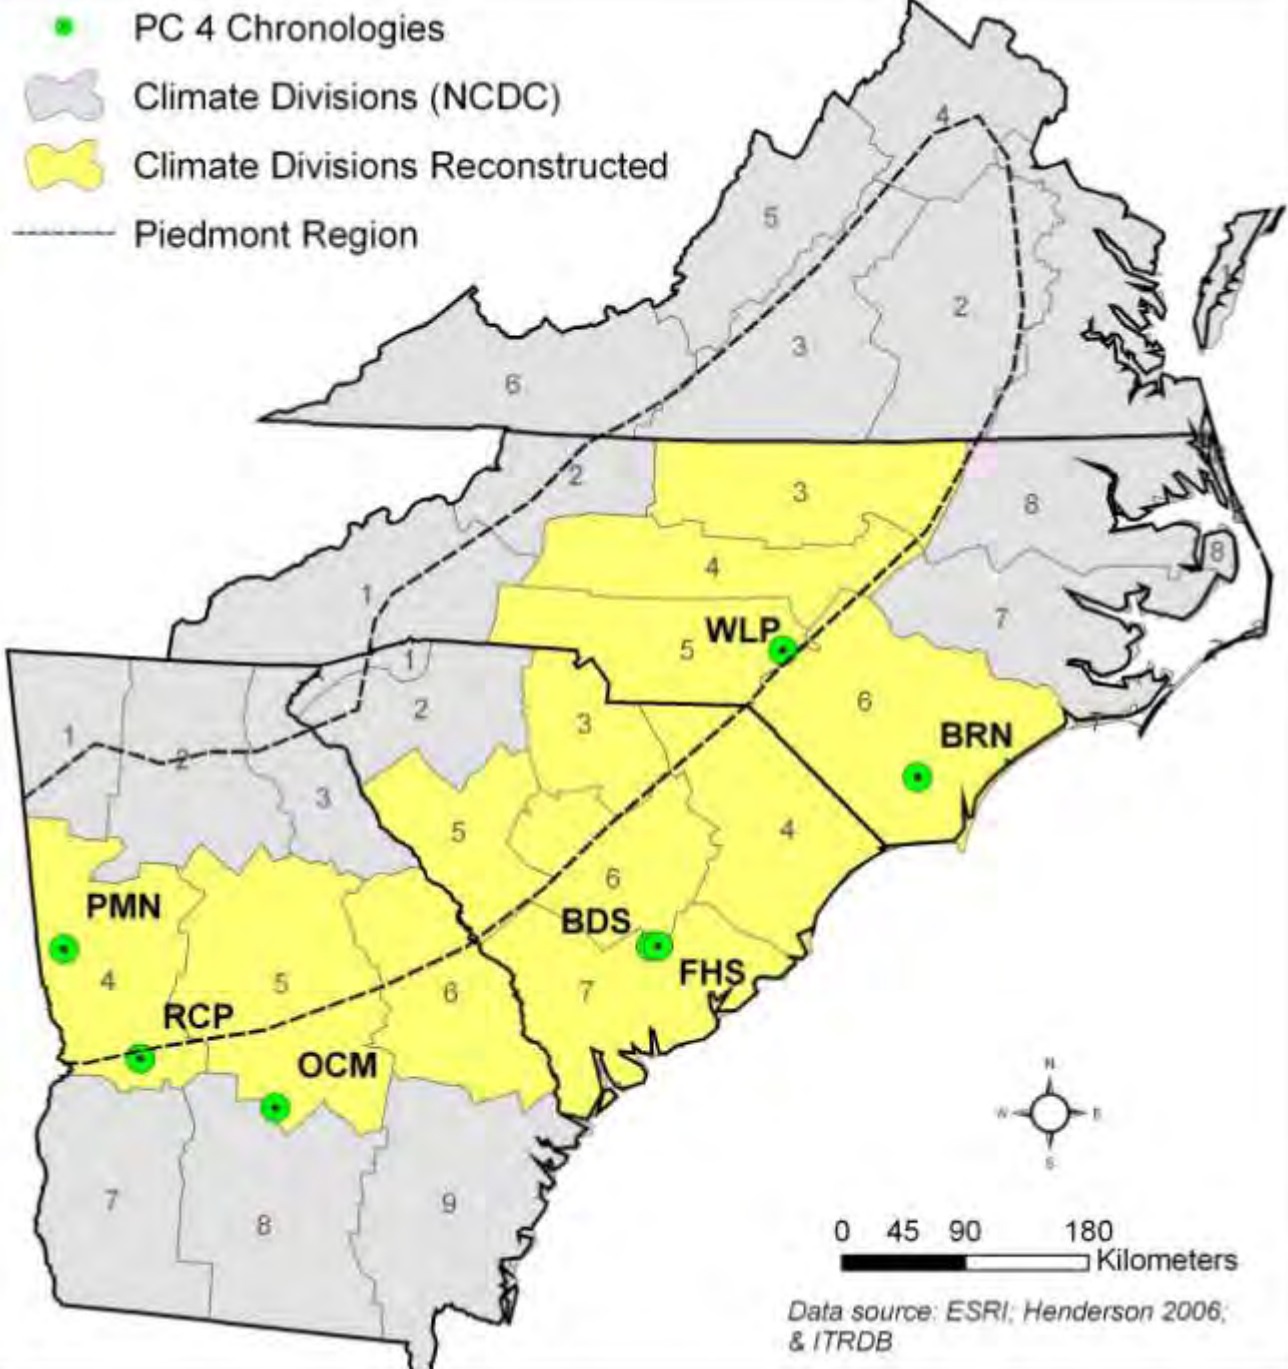 PC 4 Chronologies
Climate Divisions (NCDC)
Climate Divisions Reconstructed
Piedmont Region
4
5
1
2
3
6
2
3
8
4
8
1
7
WLP
5
1
2
6
3
BRN
1
2
7
3
4
5
6
PMN
BDS
FHS
4
5
6
7
RCP
OCM
N
W
E
S
7
8
9
0 45 90 180
Kilometers
Data source: ESRI; Henderson 2006;
& ITRDB